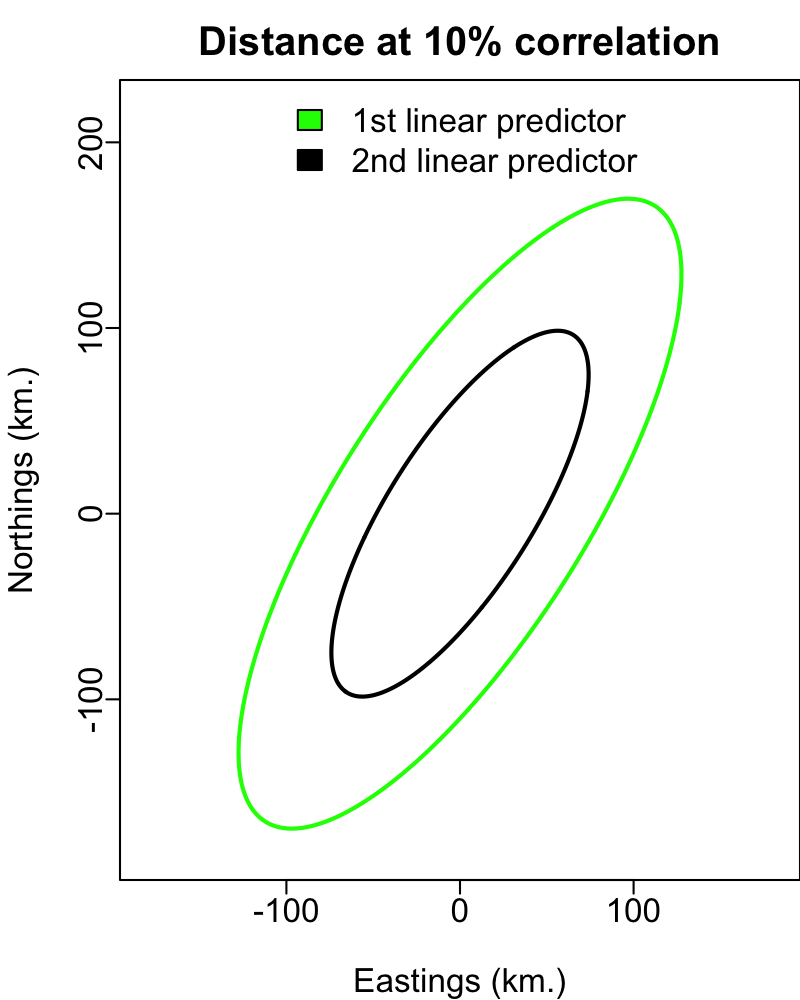 Distance at 10% correlation
1st linear predictor
2nd linear predictor
200
100
0
-100
Northings (km.)
-100 0 100
Eastings (km.)